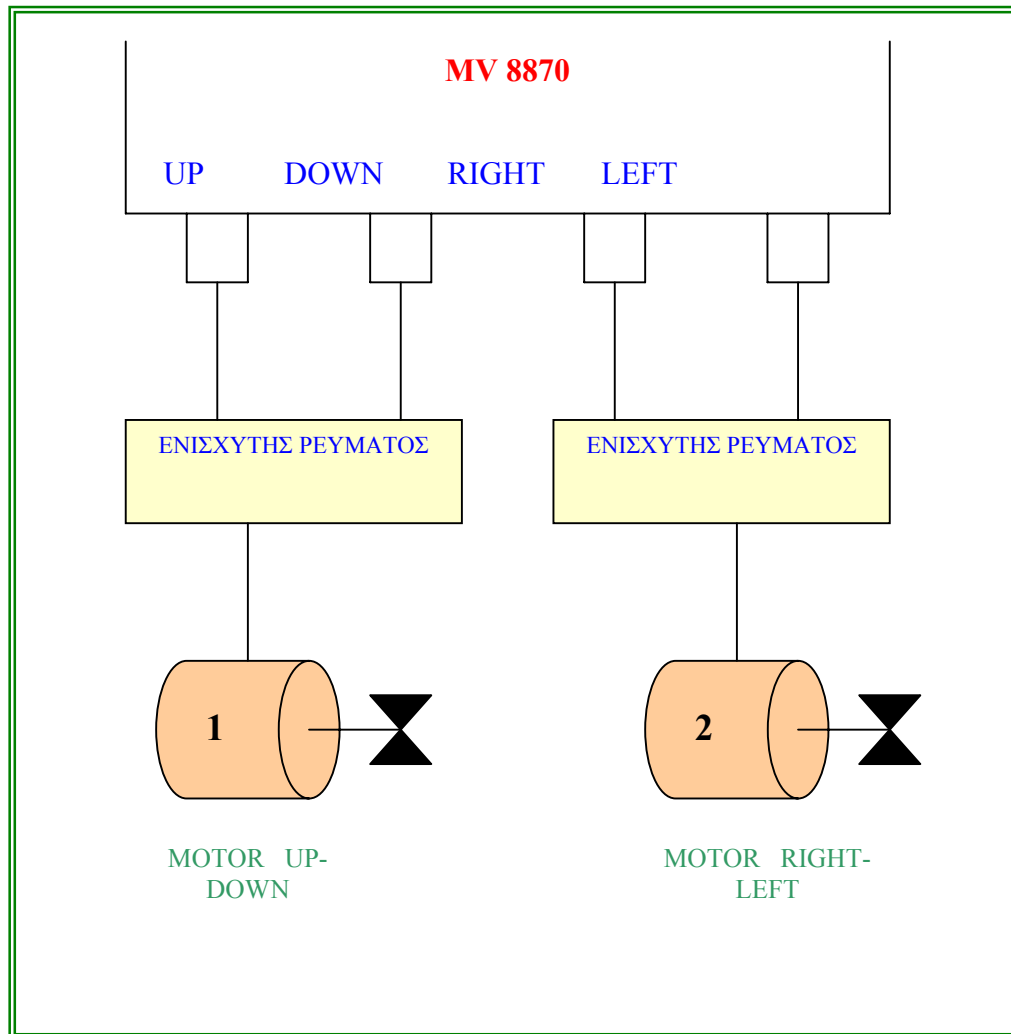 MV 8870
UP DOWN RIGHT LEFT
ΕΝΙΣΧΥΤΗΣ ΡΕΥΜΑΤΟΣ
ΕΝΙΣΧΥΤΗΣ ΡΕΥΜΑΤΟΣ
1
2
MOTOR UP-
DOWN
MOTOR RIGHT-
LEFT